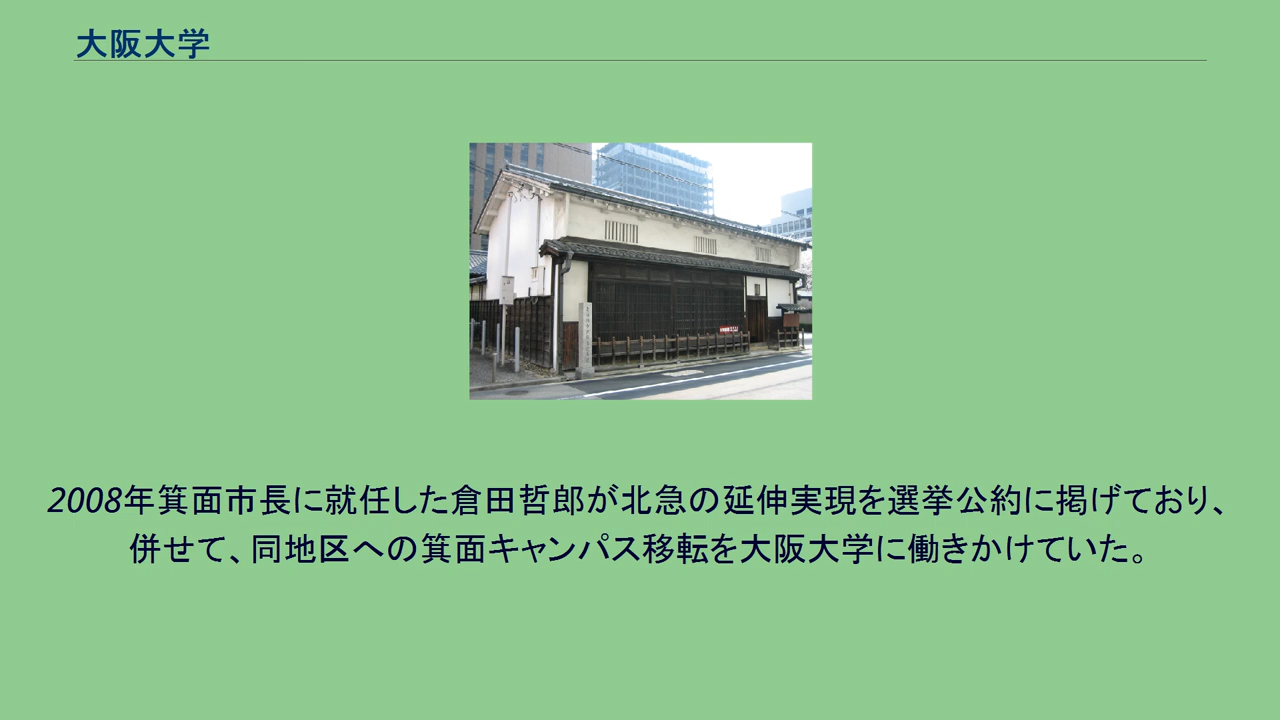 大阪大学
2008年箕面市長に就任した倉田哲郎が北急の延伸実現を選挙公約に掲げており、
併せて、同地区への箕面キャンパス移転を大阪大学に働きかけていた。